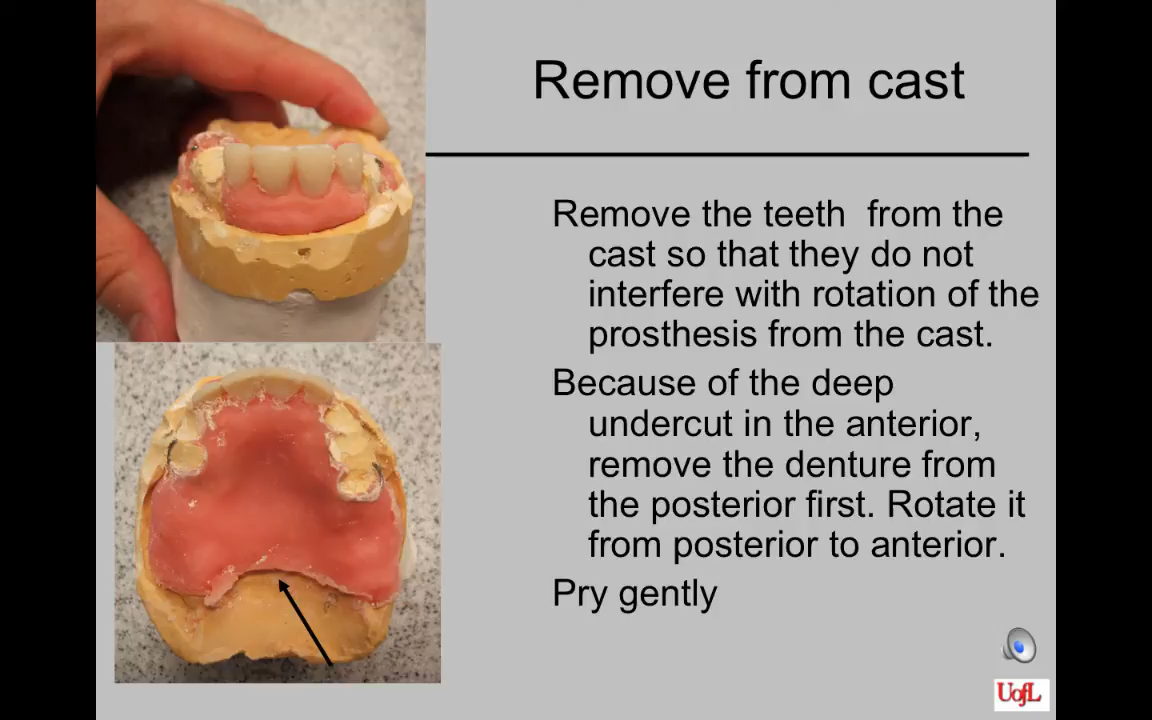 Remove from cast
Remove the teeth  from the
cast so that they do not
interfere with rotation of the
prosthesis from the cast.
Because of the deep
undercut in the anterior,
remove the denture from
the posterior first. Rotate it
from posterior to anterior.
Pry gently
UofL